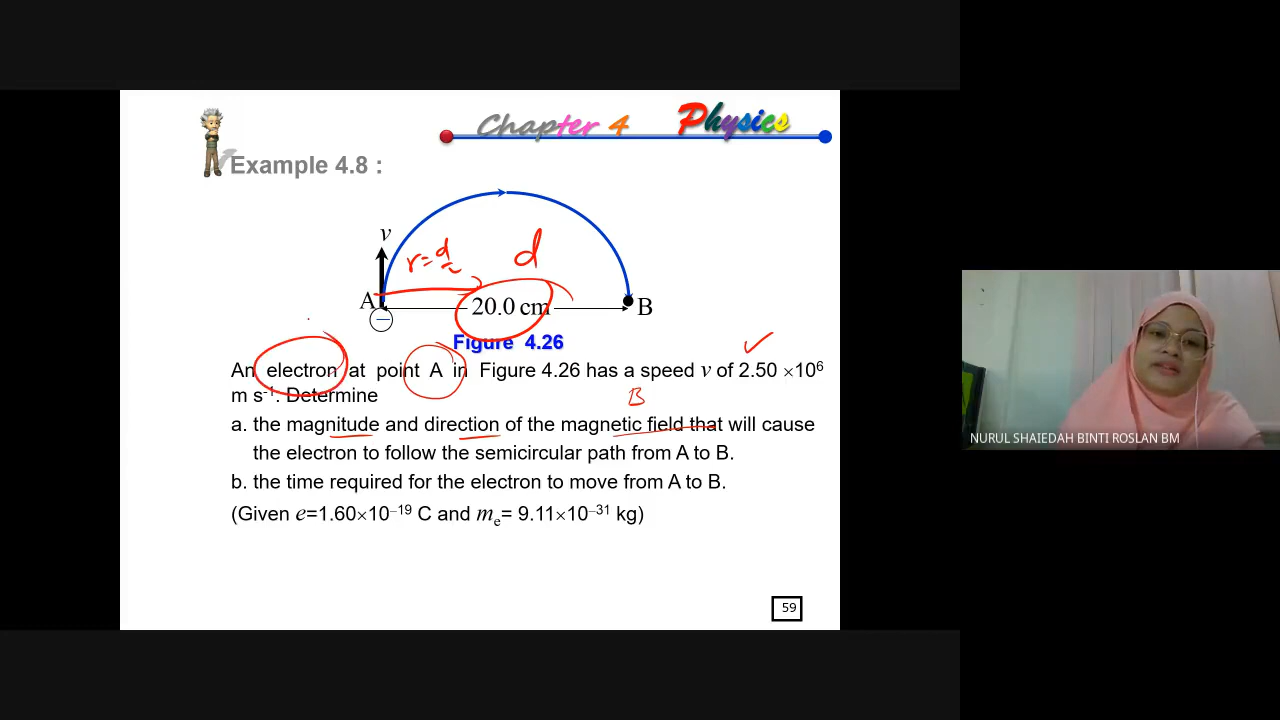 Chapter 4 Physics
Example 4.8 :
v
d
r = d/2
A
20.0 cm
B
−
Figure 4.26
An electron at point A in Figure 4.26 has a speed v of 2.50 ×10⁶
m s⁻¹. Determine
B
a. the magnitude and direction of the magnetic field that will cause
the electron to follow the semicircular path from A to B.
b. the time required for the electron to move from A to B.
(Given e=1.60×10⁻¹⁹ C and mₑ= 9.11×10⁻³¹ kg)
59
NURUL SHAIEDAH BINTI ROSLAN BM